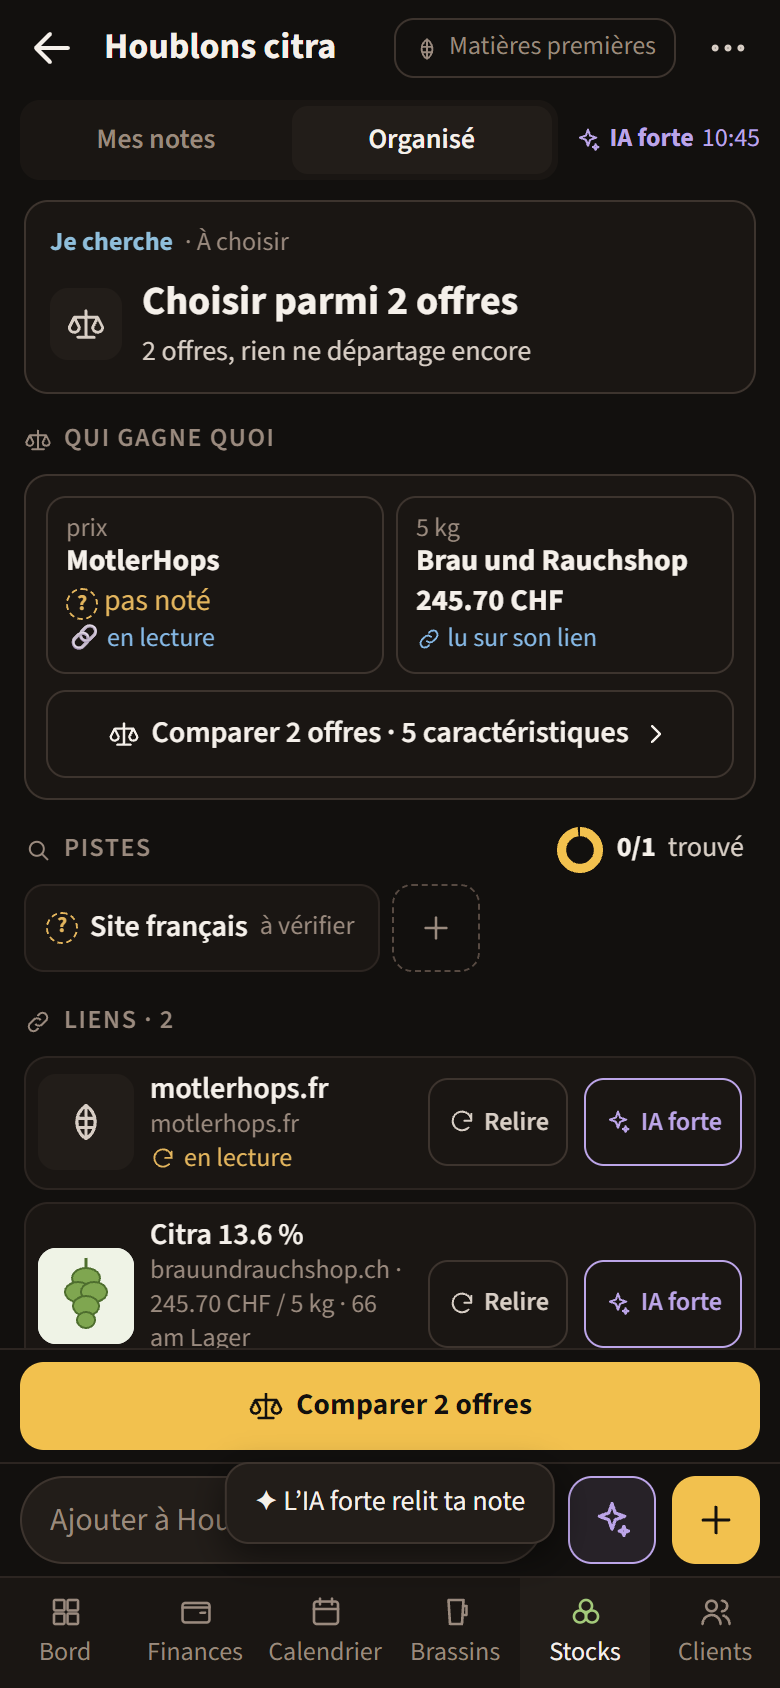 Houblons citra
Matières premières
Mes notes
Organisé
IA forte 10:45
Je cherche · À choisir
Choisir parmi 2 offres
2 offres, rien ne départage encore
QUI GAGNE QUOI
prix
MotlerHops
? pas noté
en lecture
5 kg
Brau und Rauchshop
245.70 CHF
lu sur son lien
Comparer 2 offres · 5 caractéristiques
PISTES
0/1 trouvé
? Site français à vérifier
LIENS · 2
motlerhops.fr
motlerhops.fr
en lecture
Relire
IA forte
Citra 13.6 %
brauundrauchshop.ch ·
245.70 CHF / 5 kg · 66
am Lager
Relire
IA forte
Comparer 2 offres
Ajouter à Hou
✦ L’IA forte relit ta note
Bord
Finances
Calendrier
Brassins
Stocks
Clients